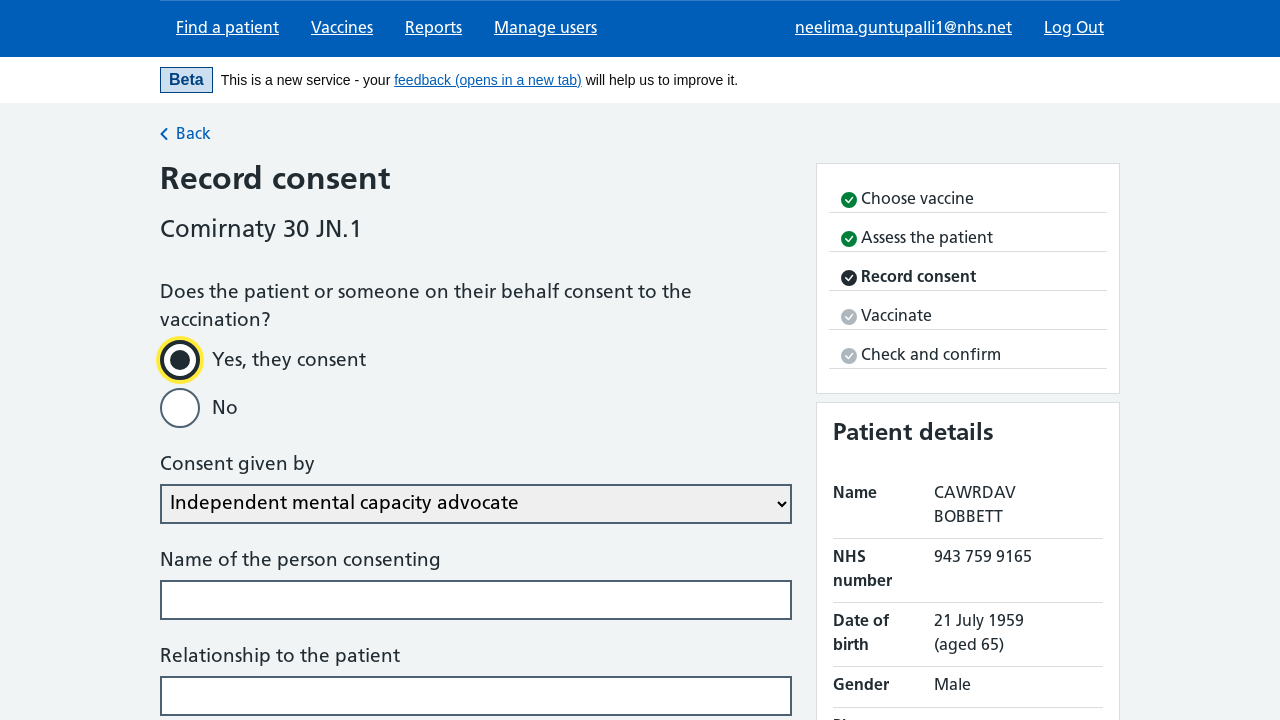 Find a patient Vaccines Reports Manage users neelima.guntupalli1@nhs.net Log Out
Beta This is a new service - your feedback (opens in a new tab) will help us to improve it.
Back
Record consent
Comirnaty 30 JN.1
Does the patient or someone on their behalf consent to the
vaccination?
Yes, they consent
No
Consent given by
Independent mental capacity advocate
Name of the person consenting
Relationship to the patient
Choose vaccine
Assess the patient
Record consent
Vaccinate
Check and confirm
Patient details
Name CAWRDAV
BOBBETT
NHS 943 759 9165
number
Date of 21 July 1959
birth (aged 65)
Gender Male